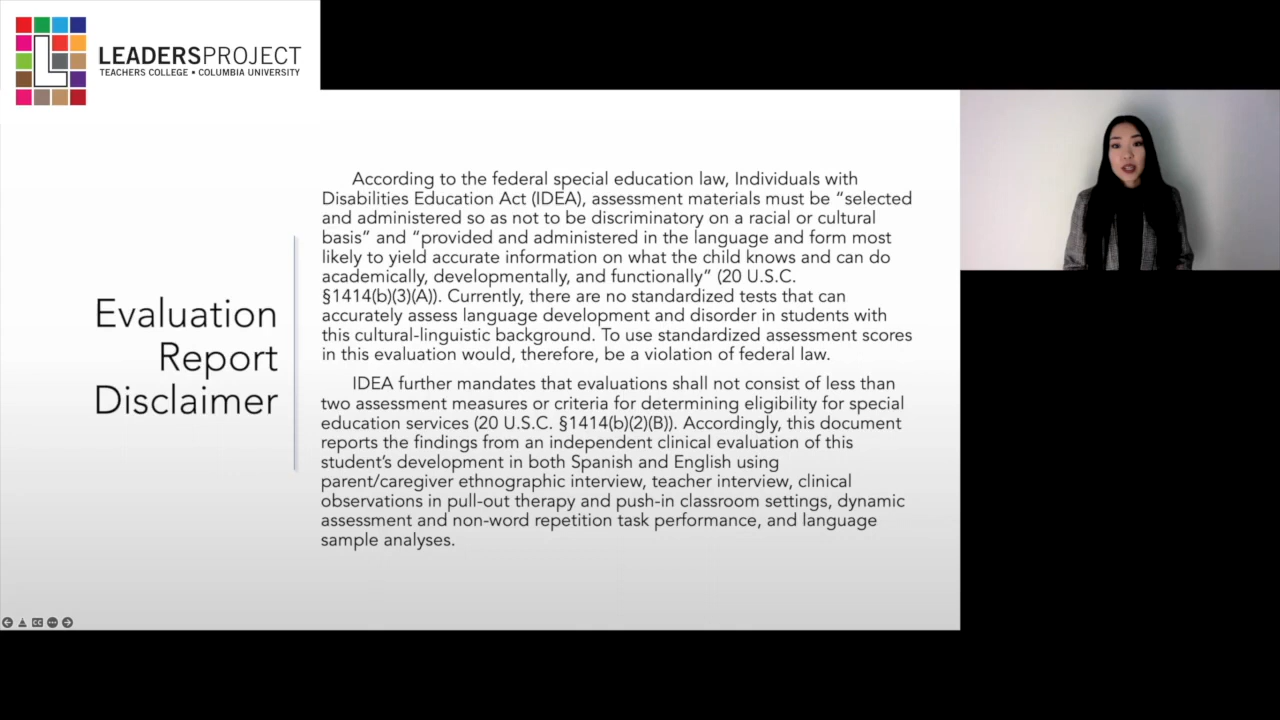 LEADERSPROJECT
TEACHERS COLLEGE ▪ COLUMBIA UNIVERSITY
Evaluation
Report
Disclaimer
According to the federal special education law, Individuals with
Disabilities Education Act (IDEA), assessment materials must be “selected
and administered so as not to be discriminatory on a racial or cultural
basis” and “provided and administered in the language and form most
likely to yield accurate information on what the child knows and can do
academically, developmentally, and functionally” (20 U.S.C.
§1414(b)(3)(A)). Currently, there are no standardized tests that can
accurately assess language development and disorder in students with
this cultural-linguistic background. To use standardized assessment scores
in this evaluation would, therefore, be a violation of federal law.
IDEA further mandates that evaluations shall not consist of less than
two assessment measures or criteria for determining eligibility for special
education services (20 U.S.C. §1414(b)(2)(B)). Accordingly, this document
reports the findings from an independent clinical evaluation of this
student’s development in both Spanish and English using
parent/caregiver ethnographic interview, teacher interview, clinical
observations in pull-out therapy and push-in classroom settings, dynamic
assessment and non-word repetition task performance, and language
sample analyses.